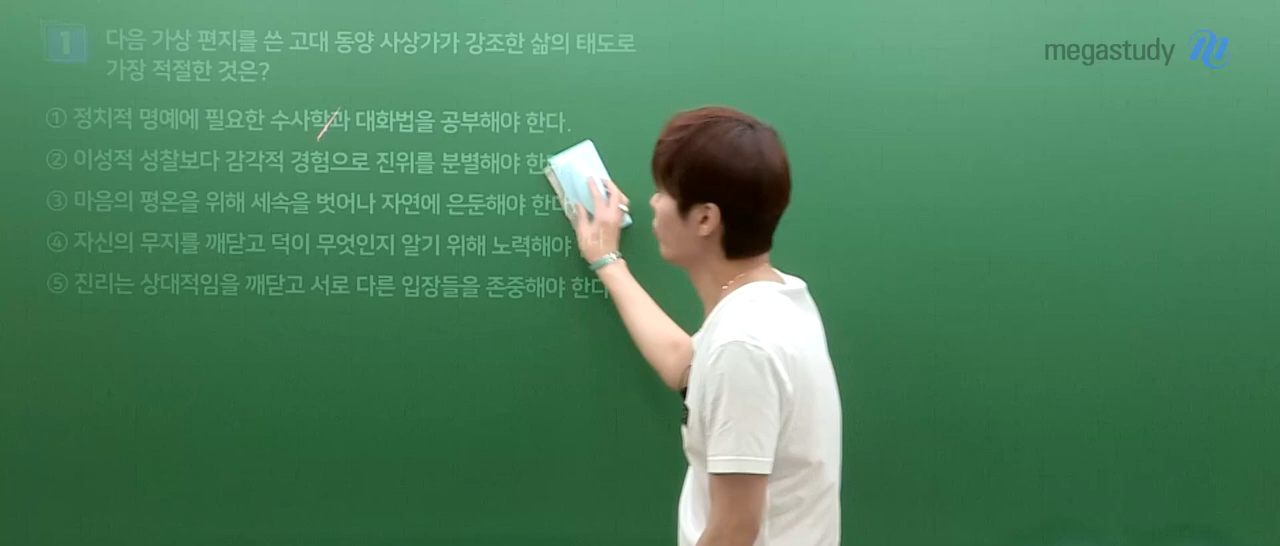 1 다음 가상 편지를 쓴 고대 동양 사상가가 강조한 삶의 태도로
가장 적절한 것은?
① 정치적 명예에 필요한 수사학과 대화법을 공부해야 한다.
② 이성적 성찰보다 감각적 경험으로 진위를 분별해야 한
③ 마음의 평온을 위해 세속을 벗어나 자연에 은둔해야 한다
④ 자신의 무지를 깨닫고 덕이 무엇인지 알기 위해 노력해야
⑤ 진리는 상대적임을 깨닫고 서로 다른 입장들을 존중해야 한다
megastudy